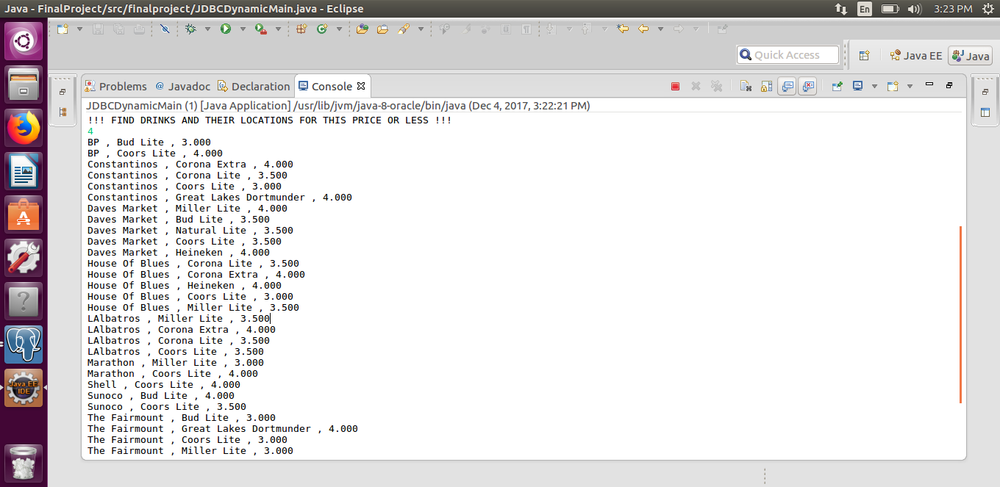 Java - FinalProject/src/finalproject/JDBCDynamicMain.java - Eclipse
En
3:23 PM
Quick Access
Java EE
Java
Problems
@ Javadoc
Declaration
Console
JDBCDynamicMain (1) [Java Application] /usr/lib/jvm/java-8-oracle/bin/java (Dec 4, 2017, 3:22:21 PM)
!!! FIND DRINKS AND THEIR LOCATIONS FOR THIS PRICE OR LESS !!!
4
BP , Bud Lite , 3.000
BP , Coors Lite , 4.000
Constantinos , Corona Extra , 4.000
Constantinos , Corona Lite , 3.500
Constantinos , Coors Lite , 3.000
Constantinos , Great Lakes Dortmunder , 4.000
Daves Market , Miller Lite , 4.000
Daves Market , Bud Lite , 3.500
Daves Market , Natural Lite , 3.500
Daves Market , Coors Lite , 3.500
Daves Market , Heineken , 4.000
House Of Blues , Corona Lite , 3.500
House Of Blues , Corona Extra , 4.000
House Of Blues , Heineken , 4.000
House Of Blues , Coors Lite , 3.000
House Of Blues , Miller Lite , 3.500
LAlbatros , Miller Lite , 3.500
LAlbatros , Corona Extra , 4.000
LAlbatros , Corona Lite , 3.500
LAlbatros , Coors Lite , 3.500
Marathon , Miller Lite , 3.000
Marathon , Coors Lite , 4.000
Shell , Coors Lite , 4.000
Sunoco , Bud Lite , 4.000
Sunoco , Coors Lite , 3.500
The Fairmount , Bud Lite , 3.000
The Fairmount , Great Lakes Dortmunder , 4.000
The Fairmount , Coors Lite , 3.000
The Fairmount , Miller Lite , 3.000
Java EE
IDE